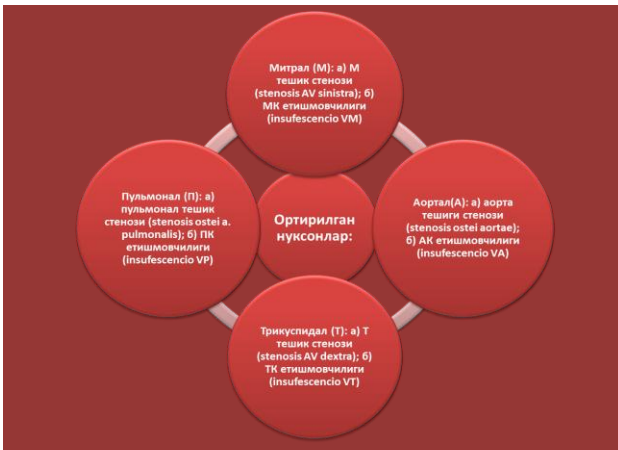 Митрал (М): а) М
тешик стенози
(stenosis AV sinistra); б)
МК етишмовчилиги
(insufescencio VM)
Пульмонал (П): а)
пульмонал тешик
стенози (stenosis ostei a.
pulmonalis); б) ПК
етишмовчилиги
(insufescencio VP)
Ортирилган
нуксонлар:
Аортал(А): а) аорта
тешиги стенози
(stenosis ostei aortae);
б) АК етишмовчилиги
(insufescencio VA)
Трикуспидал (Т): а) Т
тешик стенози
(stenosis AV dextra); б)
ТК етишмовчилиги
(insufescencio VT)